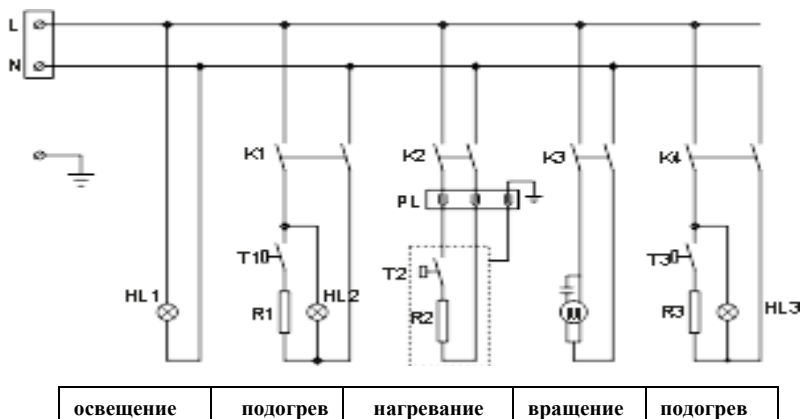 L
N
K1 K2 K3 K4
PL
T1 T2 T3
HL1 R1 HL2 R2 M R3 HL3
освещение подогрев нагревание вращение подогрев